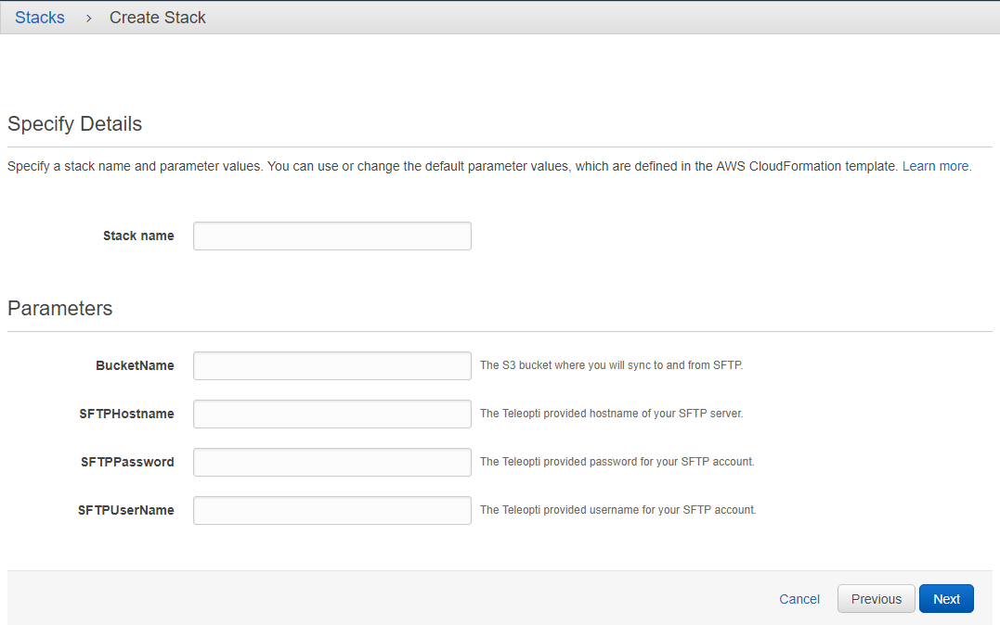 Stacks > Create Stack
Specify Details
Specify a stack name and parameter values. You can use or change the default parameter values, which are defined in the AWS CloudFormation template. Learn more.
Stack name
Parameters
BucketName The S3 bucket where you will sync to and from SFTP.
SFTPHostname The Teleopti provided hostname of your SFTP server.
SFTPPassword The Teleopti provided password for your SFTP account.
SFTPUserName The Teleopti provided username for your SFTP account.
Cancel Previous Next